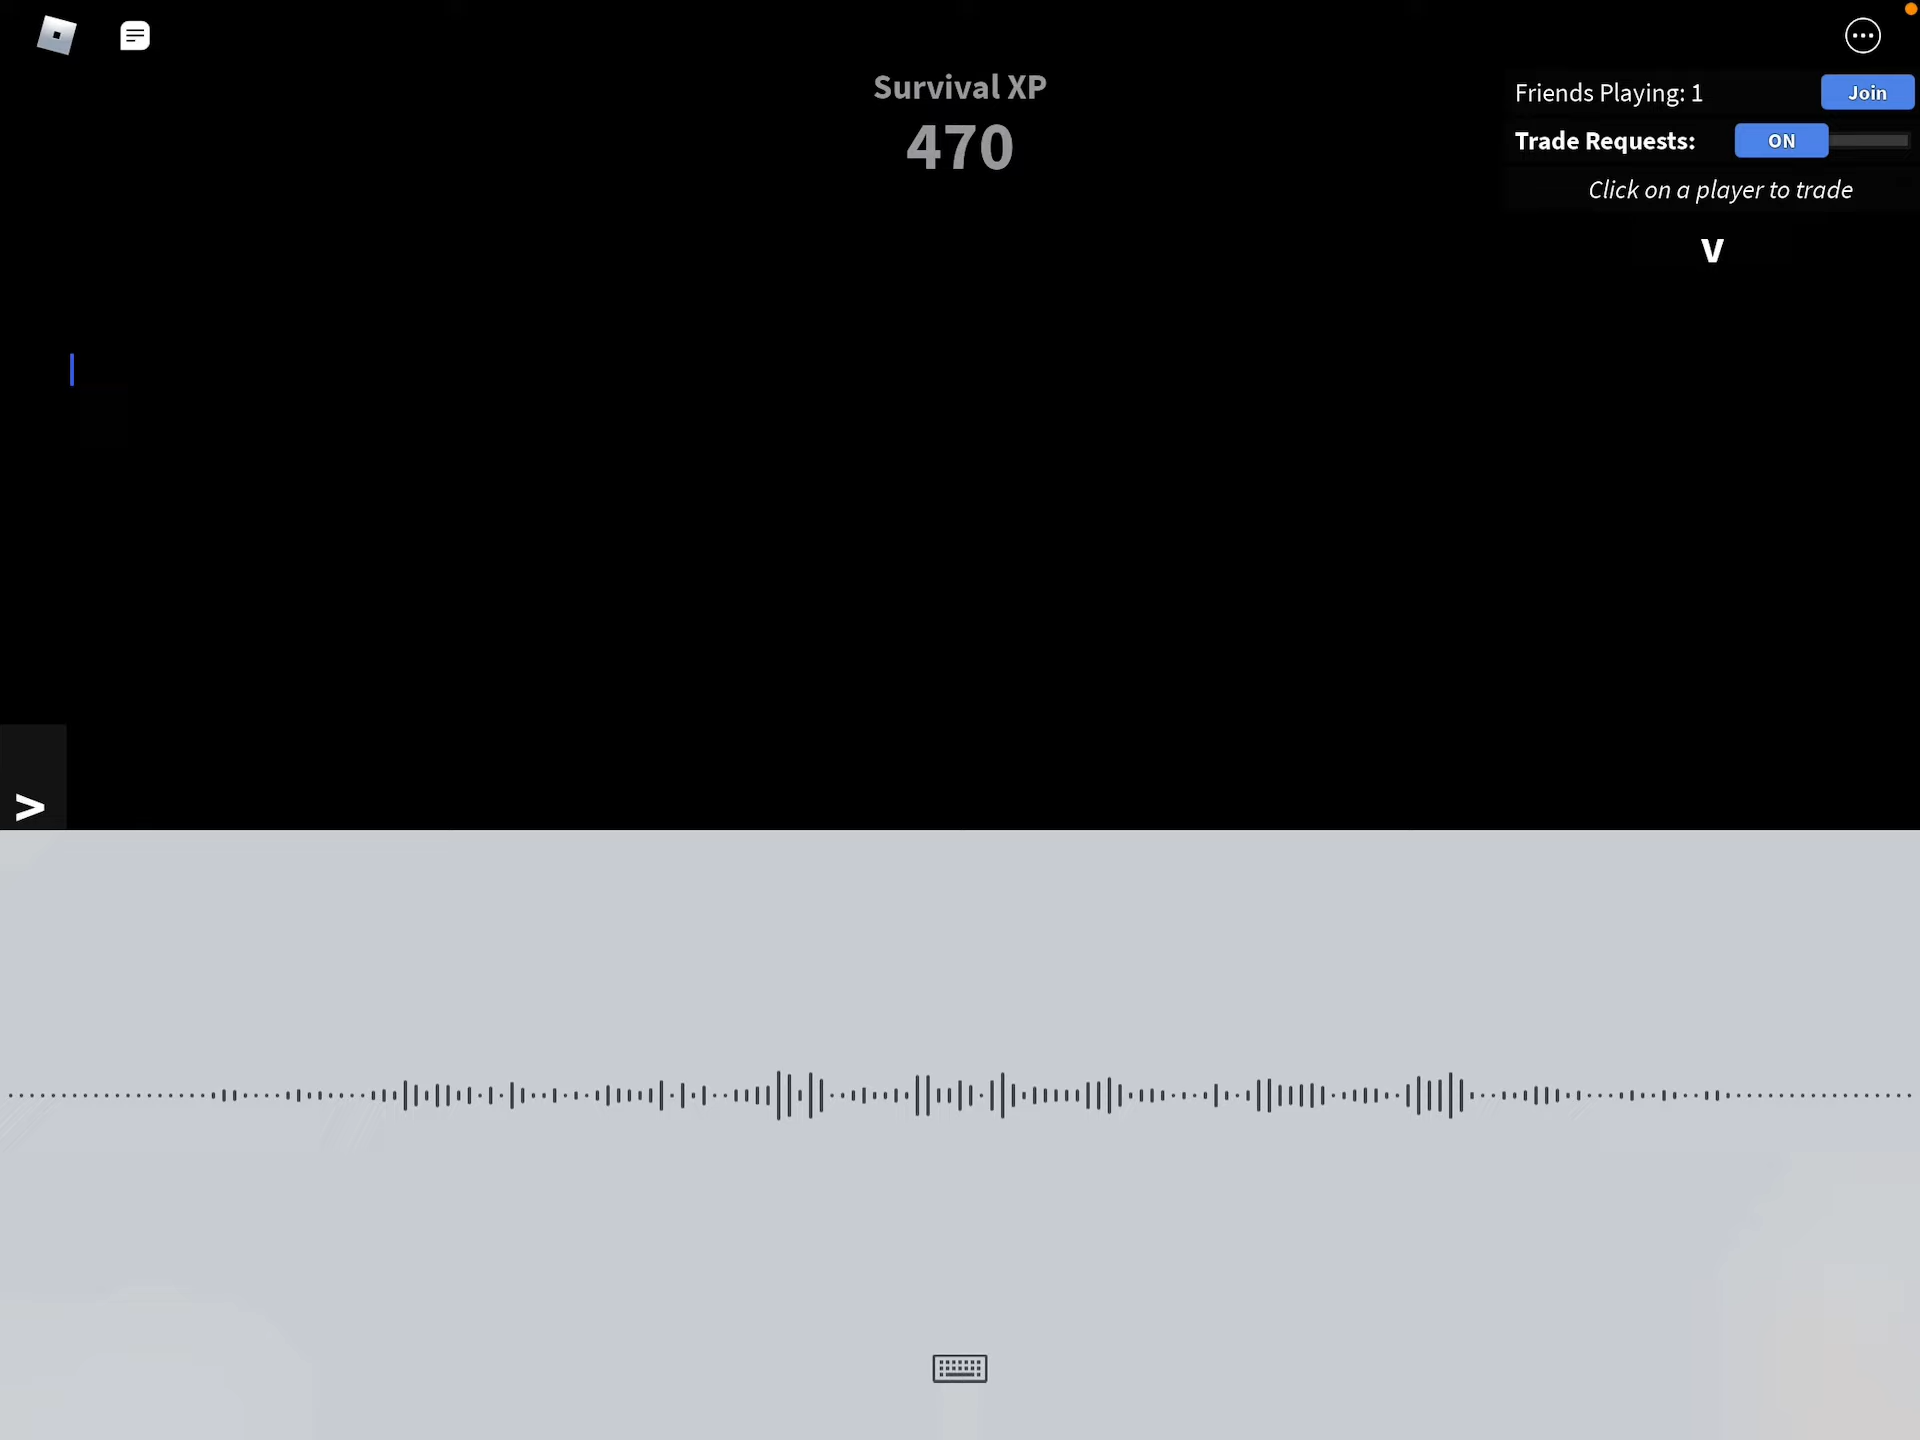 Survival XP
470
Friends Playing: 1
Join
Trade Requests:
ON
Click on a player to trade
v
>